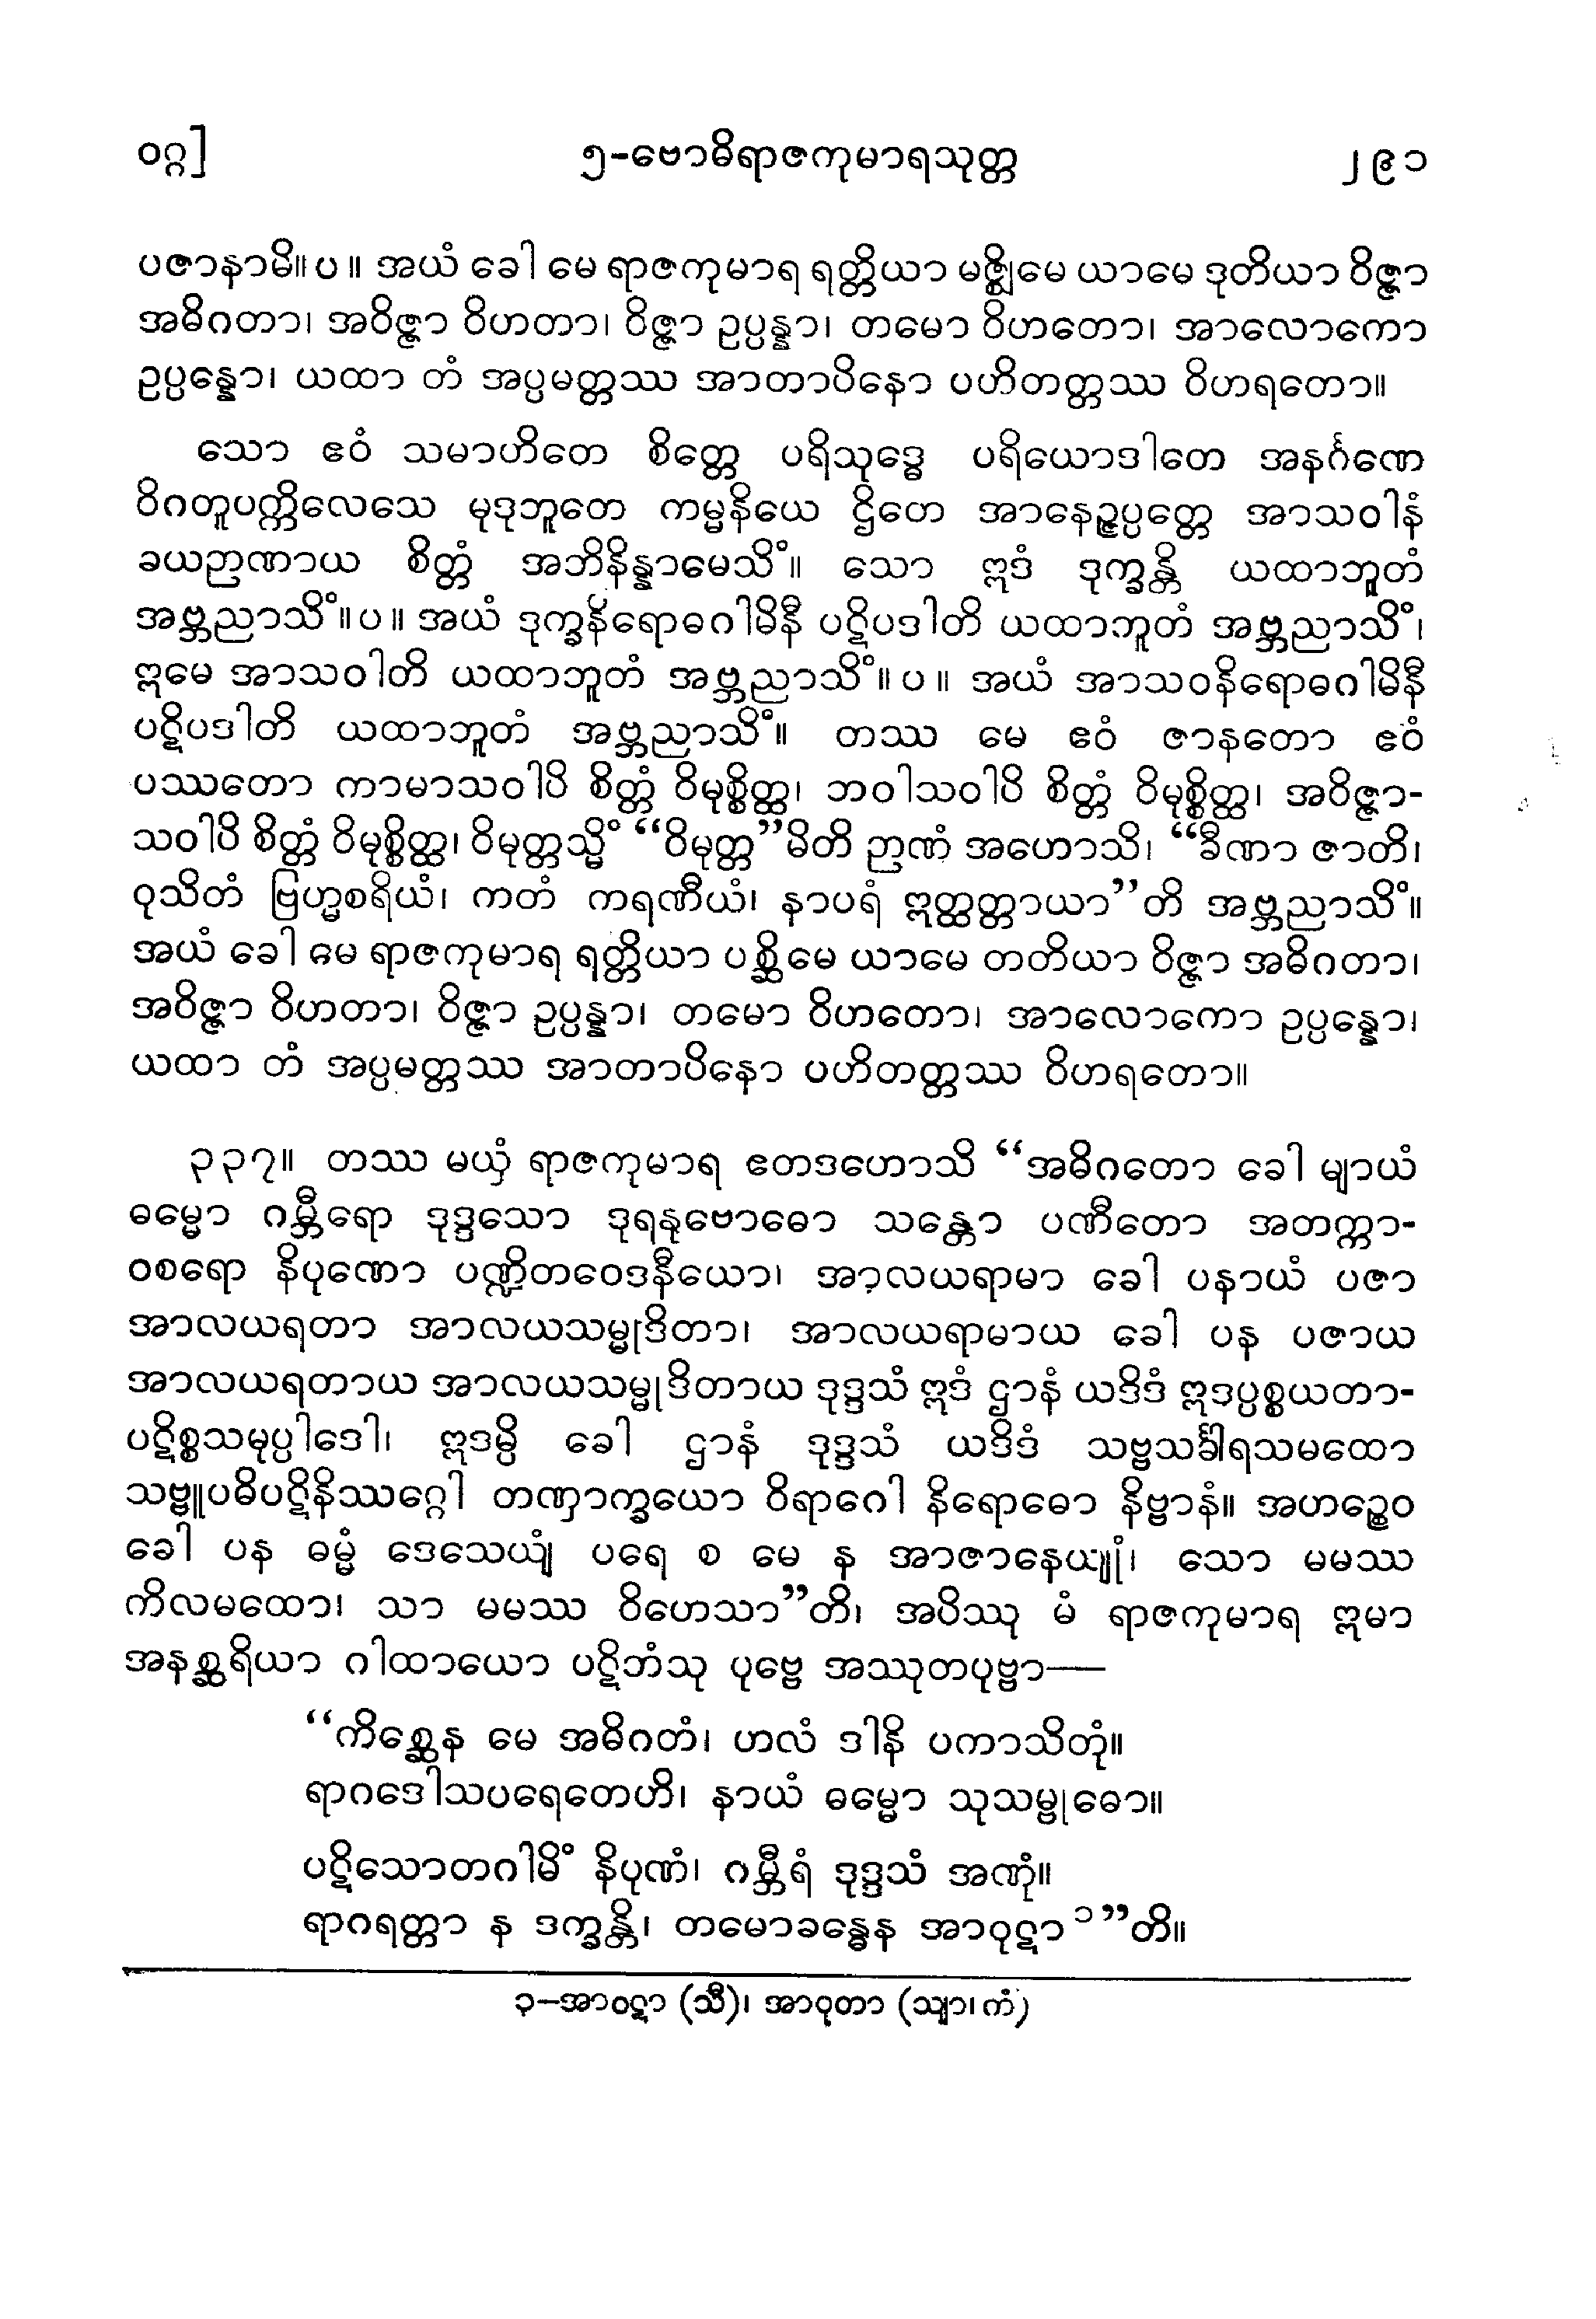 ဝဂ္ဂ] ၅-ဗောဓိရာဇကုမာရသုတ္တ ၂၉၁
ပဇာနာမိ။ပ။ အယံ ခေါ မေ ရာဇကုမာရ ရတ္တိယာ မဇ္ဈိမေ ယာမေ ဒုတိယာ ဝိဇ္ဇာ
အဓိဂတာ၊ အဝိဇ္ဇာ ဝိဟတာ၊ ဝိဇ္ဇာ ဥပ္ပန္နာ၊ တမော ဝိဟတော၊ အာလောကော
ဥပ္ပန္နော၊ ယထာ တံ အပ္ပမတ္တဿ အာတာပိနော ပဟိတတ္တဿ ဝိဟရတော။
သော ဧဝံ သမာဟိတေ စိတ္တေ ပရိသုဒ္ဓေ ပရိယောဒါတေ အနင်္ဂဏေ
ဝိဂတူပက္ကိလေသေ မုဒုဘူတေ ကမ္မနိယေ ဌိတေ အာနေဉ္ဇပ္ပတ္တေ အာသဝါနံ
ခယဉာဏာယ စိတ္တံ အဘိနိန္နာမေသိံ။ သော ဣဒံ ဒုက္ခန္တိ ယထာဘူတံ
အဗ္ဘညာသိံ။ပ။ အယံ ဒုက္ခနိရောဓဂါမိနီ ပဋိပဒါတိ ယထာဘူတံ အဗ္ဘညာသိံ၊
ဣမေ အာသဝါတိ ယထာဘူတံ အဗ္ဘညာသိံ။ပ။ အယံ အာသဝနိရောဓဂါမိနီ
ပဋိပဒါတိ ယထာဘူတံ အဗ္ဘညာသိံ။ တဿ မေ ဧဝံ ဇာနတော ဧဝံ
ပဿတော ကာမာသဝါပိ စိတ္တံ ဝိမုစ္စိတ္ထ၊ ဘဝါသဝါပိ စိတ္တံ ဝိမုစ္စိတ္ထ၊ အဝိဇ္ဇာ-
သဝါပိ စိတ္တံ ဝိမုစ္စိတ္ထ၊ ဝိမုတ္တသ္မိံ “ဝိမုတ္တ”မိတိ ဉာဏံ အဟောသိ၊ “ခီဏာ ဇာတိ၊
ဝုသိတံ ဗြဟ္မစရိယံ၊ ကတံ ကရဏီယံ၊ နာပရံ ဣတ္ထတ္တာယာ”တိ အဗ္ဘညာသိံ။
အယံ ခေါ မေ ရာဇကုမာရ ရတ္တိယာ ပစ္ဆိမေ ယာမေ တတိယာ ဝိဇ္ဇာ အဓိဂတာ၊
အဝိဇ္ဇာ ဝိဟတာ၊ ဝိဇ္ဇာ ဥပ္ပန္နာ၊ တမော ဝိဟတော၊ အာလောကော ဥပ္ပန္နော၊
ယထာ တံ အပ္ပမတ္တဿ အာတာပိနော ပဟိတတ္တဿ ဝိဟရတော။
၃၃၇။ တဿ မယှံ ရာဇကုမာရ ဧတဒဟောသိ “အဓိဂတော ခေါ မျာယံ
ဓမ္မော ဂမ္ဘီရော ဒုဒ္ဒသော ဒုရနုဗောဓော သန္တော ပဏီတော အတက္ကာ-
ဝစရော နိပုဏော ပဏ္ဍိတဝေဒနီယော၊ အာလယရာမာ ခေါ ပနာယံ ပဇာ
အာလယရတာ အာလယသမ္မုဒိတာ၊ အာလယရာမာယ ခေါ ပန ပဇာယ
အာလယရတာယ အာလယသမ္မုဒိတာယ ဒုဒ္ဒသံ ဣဒံ ဌာနံ ယဒိဒံ ဣဒပ္ပစ္စယတာ-
ပဋိစ္စသမုပ္ပါဒေါ၊ ဣဒမ္ပိ ခေါ ဌာနံ ဒုဒ္ဒသံ ယဒိဒံ သဗ္ဗသင်္ခါရသမထော
သဗ္ဗူပဓိပဋိနိဿဂ္ဂေါ တဏှာက္ခယော ဝိရာဂေါ နိရောဓော နိဗ္ဗာနံ။ အဟဉ္စေဝ
ခေါ ပန ဓမ္မံ ဒေသေယျံ ပရေ စ မေ န အာဇာနေယျုံ၊ သော မမဿ
ကိလမထော၊ သာ မမဿ ဝိဟေသာ”တိ၊ အပိဿု မံ ရာဇကုမာရ ဣမာ
အနစ္ဆရိယာ ဂါထာယော ပဋိဘံသု ပုဗ္ဗေ အဿုတပုဗ္ဗာ—
“ကိစ္ဆေန မေ အဓိဂတံ၊ ဟလံ ဒါနိ ပကာသိတုံ။
ရာဂဒေါသပရေတေဟိ၊ နာယံ ဓမ္မော သုသမ္ဗုဓော။
ပဋိသောတဂါမိံ နိပုဏံ၊ ဂမ္ဘီရံ ဒုဒ္ဒသံ အဏုံ။
ရာဂရတ္တာ န ဒက္ခန္တိ၊ တမောခန္ဓေန အာဝုဋာ ၁”တိ။
၃-အာဝဋာ (သီ)၊ အာဝုတာ (သျာ၊ကံ)